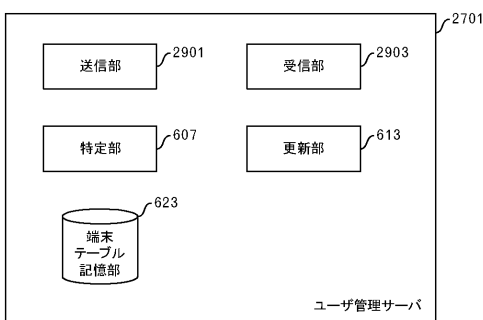 2701
送信部
2901
受信部
2903
特定部
607
更新部
613
623
端末
テーブル
記憶部
ユーザ管理サーバ